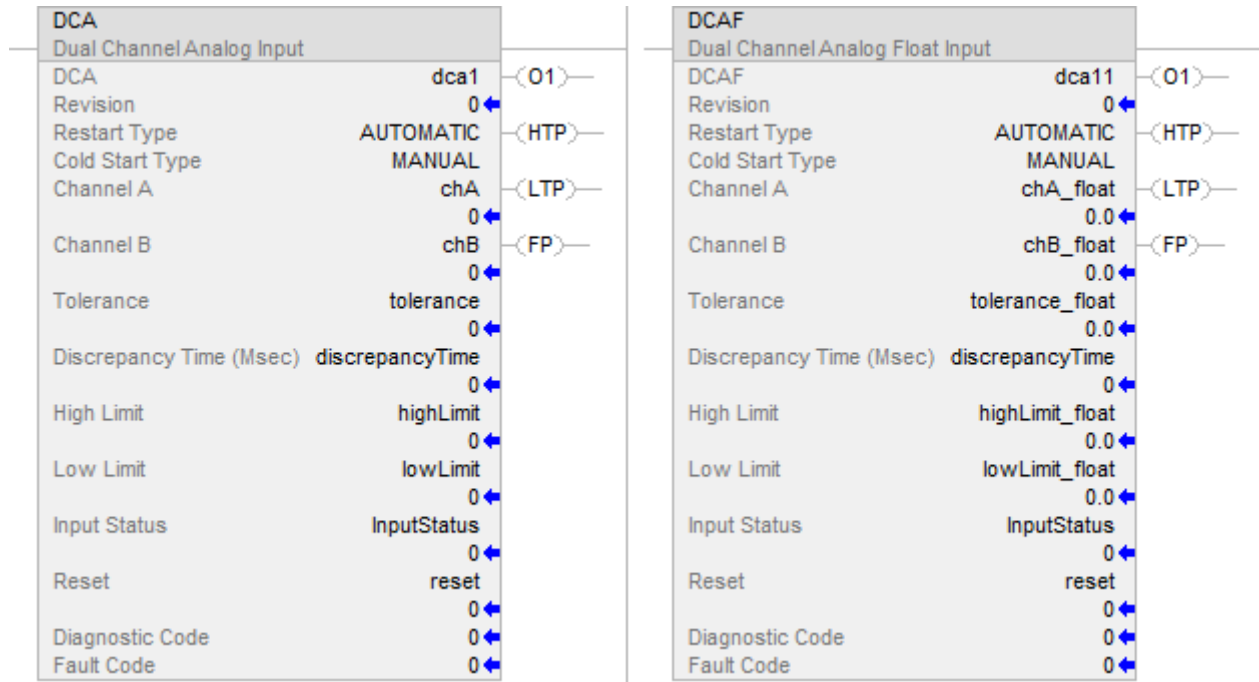 DCA
Dual Channel Analog Input
DCA dca1 (O1)
Revision
0
Restart Type AUTOMATIC (HTP)
Cold Start Type MANUAL
Channel A chA (LTP)
0
Channel B chB (FP)
0
Tolerance tolerance
0
Discrepancy Time (Msec) discrepancyTime
0
High Limit highLimit
0
Low Limit lowLimit
0
Input Status InputStatus
0
Reset reset
0
Diagnostic Code 0
Fault Code 0
DCAF
Dual Channel Analog Float Input
DCAF dca11 (O1)
Revision 0
Restart Type AUTOMATIC (HTP)
Cold Start Type MANUAL
Channel A chA_float (LTP)
0.0
Channel B chB_float (FP)
0.0
Tolerance tolerance_float
0.0
Discrepancy Time (Msec) discrepancyTime
0
High Limit highLimit_float
0.0
Low Limit lowLimit_float
0.0
Input Status InputStatus
0
Reset reset
0
Diagnostic Code 0
Fault Code 0